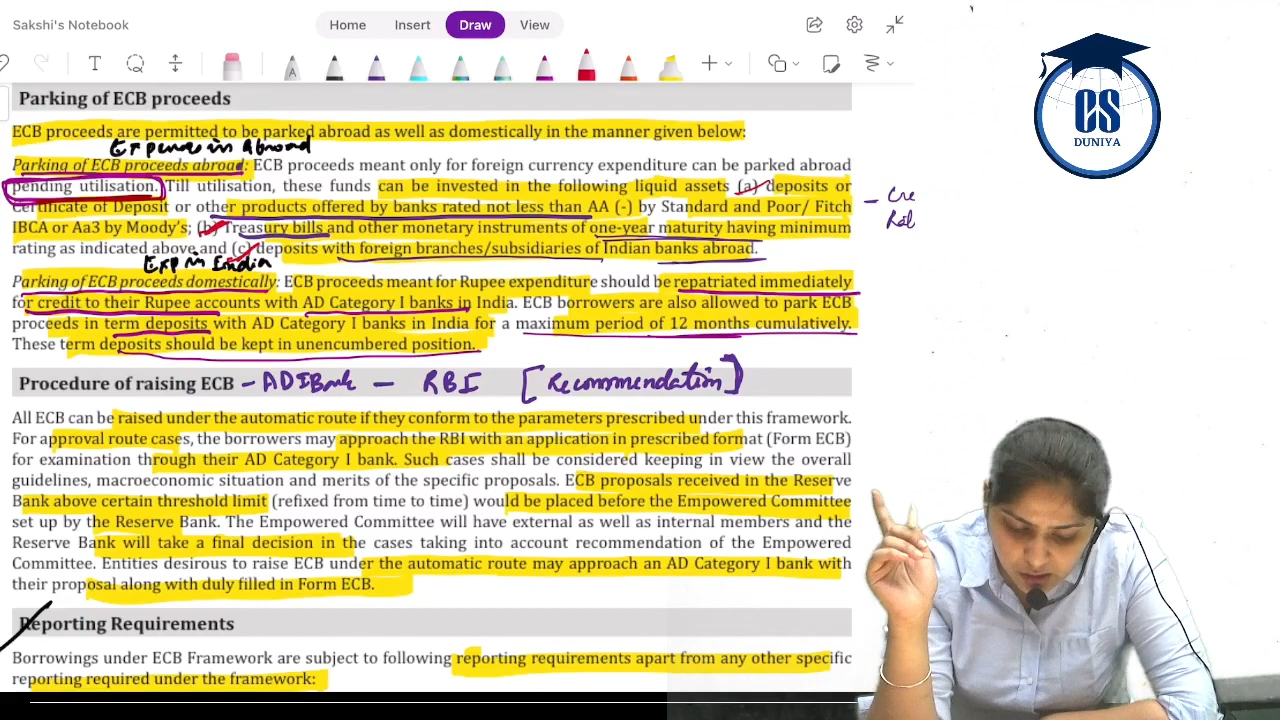 Sakshi's Notebook
Home Insert Draw View
Parking of ECB proceeds
ECB proceeds are permitted to be parked abroad as well as domestically in the manner given below:
Expense in Abroad
Parking of ECB proceeds abroad: ECB proceeds meant only for foreign currency expenditure can be parked abroad
pending utilisation. Till utilisation, these funds can be invested in the following liquid assets (a) deposits or
Certificate of Deposit or other products offered by banks rated not less than AA (-) by Standard and Poor/ Fitch
IBCA or Aa3 by Moody's; (b) Treasury bills and other monetary instruments of one-year maturity having minimum
rating as indicated above and (c) deposits with foreign branches/subsidiaries of Indian banks abroad.
Exp in India
Parking of ECB proceeds domestically: ECB proceeds meant for Rupee expenditure should be repatriated immediately
for credit to their Rupee accounts with AD Category I banks in India. ECB borrowers are also allowed to park ECB
proceeds in term deposits with AD Category I banks in India for a maximum period of 12 months cumulatively.
These term deposits should be kept in unencumbered position.
Procedure of raising ECB - ADIBank - RBI [Recommendation]
All ECB can be raised under the automatic route if they conform to the parameters prescribed under this framework.
For approval route cases, the borrowers may approach the RBI with an application in prescribed format (Form ECB)
for examination through their AD Category I bank. Such cases shall be considered keeping in view the overall
guidelines, macroeconomic situation and merits of the specific proposals. ECB proposals received in the Reserve
Bank above certain threshold limit (refixed from time to time) would be placed before the Empowered Committee
set up by the Reserve Bank. The Empowered Committee will have external as well as internal members and the
Reserve Bank will take a final decision in the cases taking into account recommendation of the Empowered
Committee. Entities desirous to raise ECB under the automatic route may approach an AD Category I bank with
their proposal along with duly filled in Form ECB.
Reporting Requirements
Borrowings under ECB Framework are subject to following reporting requirements apart from any other specific
reporting required under the framework:
CS
DUNIYA